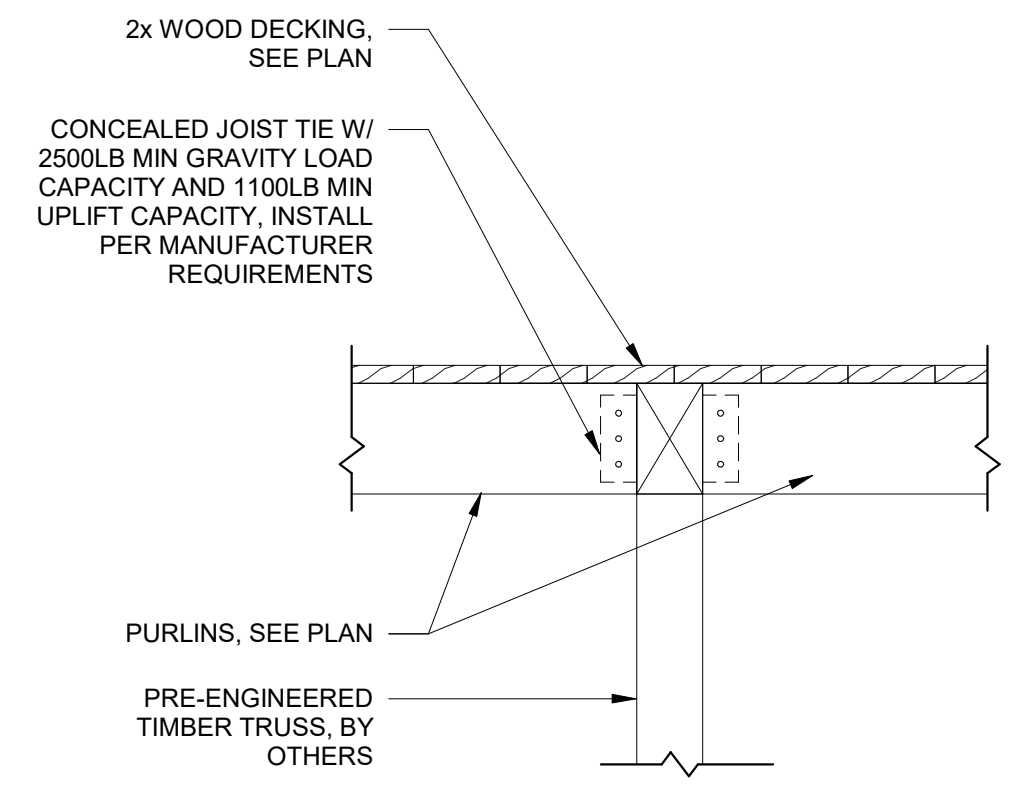 2x WOOD DECKING,
SEE PLAN
CONCEALED JOIST TIE W/
2500LB MIN GRAVITY LOAD
CAPACITY AND 1100LB MIN
UPLIFT CAPACITY, INSTALL
PER MANUFACTURER
REQUIREMENTS
PURLINS, SEE PLAN
PRE-ENGINEERED
TIMBER TRUSS, BY
OTHERS